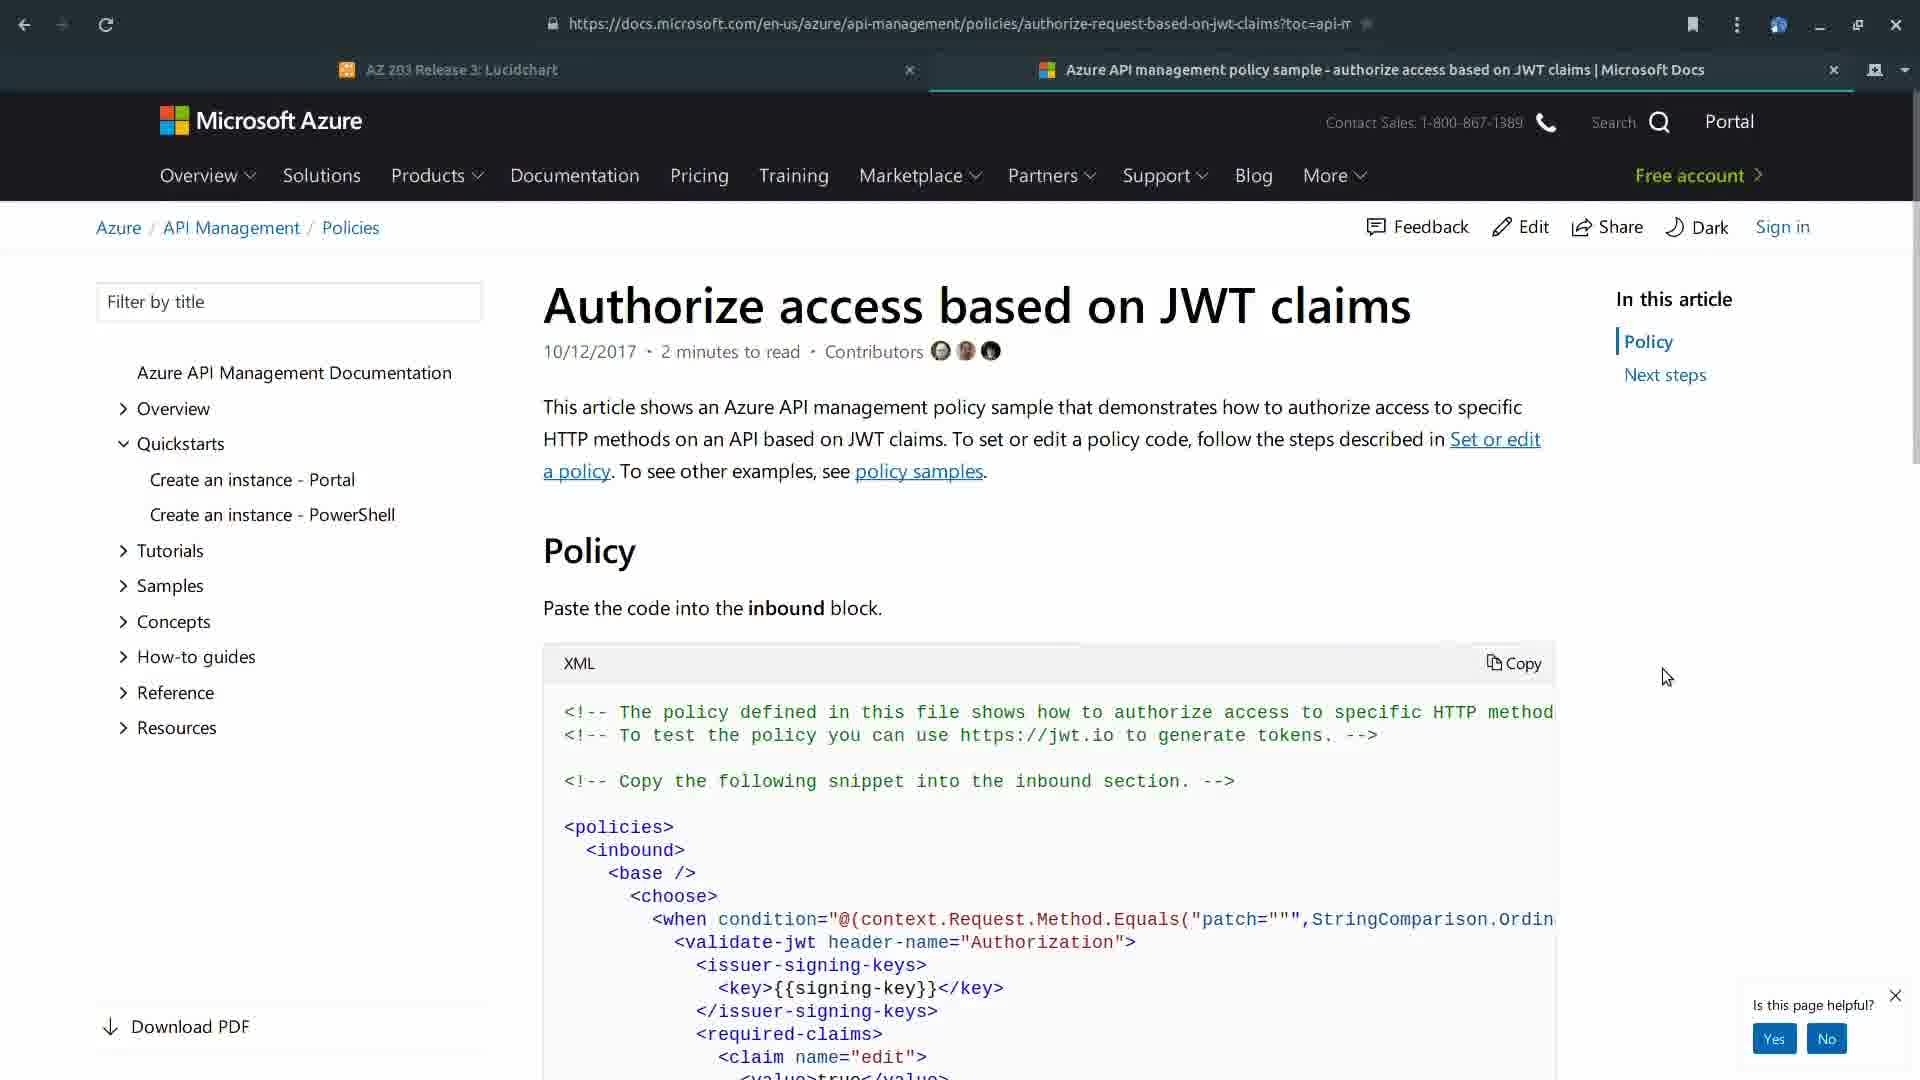 https://docs.microsoft.com/en-us/azure/api-management/policies/authorize-request-based-on-jwt-claims?toc=api-m
AZ 203 Release 3: Lucidchart
Azure API management policy sample - authorize access based on JWT claims | Microsoft Docs
Microsoft Azure
Contact Sales: 1-800-867-1389
Search
Portal
Overview
Solutions
Products
Documentation
Pricing
Training
Marketplace
Partners
Support
Blog
More
Free account
Azure / API Management / Policies
Feedback
Edit
Share
Dark
Sign in
Filter by title
Azure API Management Documentation
Overview
Quickstarts
Create an instance - Portal
Create an instance - PowerShell
Tutorials
Samples
Concepts
How-to guides
Reference
Resources
Download PDF
Authorize access based on JWT claims
10/12/2017 • 2 minutes to read • Contributors
This article shows an Azure API management policy sample that demonstrates how to authorize access to specific
HTTP methods on an API based on JWT claims. To set or edit a policy code, follow the steps described in Set or edit
a policy. To see other examples, see policy samples.
Policy
Paste the code into the inbound block.
XML
Copy
<!-- The policy defined in this file shows how to authorize access to specific HTTP method
<!-- To test the policy you can use https://jwt.io to generate tokens. -->
<!-- Copy the following snippet into the inbound section. -->
<policies>
<inbound>
<base />
<choose>
<when condition="@(context.Request.Method.Equals("patch=""",StringComparison.Ordin
<validate-jwt header-name="Authorization">
<issuer-signing-keys>
<key>{{signing-key}}</key>
</issuer-signing-keys>
<required-claims>
<claim name="edit">
<value>true</value>
In this article
Policy
Next steps
Is this page helpful?
Yes
No